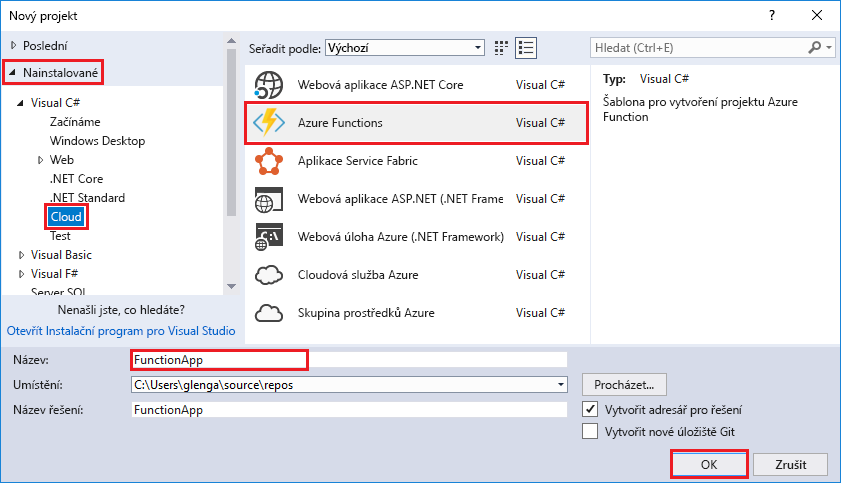 Nový projekt
Poslední
Nainstalované
Visual C#
Začínáme
Windows Desktop
Web
.NET Core
.NET Standard
Cloud
Test
Visual Basic
Visual F#
Server SQL
Nenašli jste, co hledáte?
Otevřít Instalační program pro Visual Studio
Seřadit podle: Výchozí
Webová aplikace ASP.NET Core Visual C#
Azure Functions Visual C#
Aplikace Service Fabric Visual C#
Webová aplikace ASP.NET (.NET Frame Visual C#
Webová úloha Azure (.NET Framework) Visual C#
Cloudová služba Azure Visual C#
Skupina prostředků Azure Visual C#
Hledat (Ctrl+E)
Typ: Visual C#
Šablona pro vytvoření projektu Azure
Function
Název: FunctionApp
Umístění: C:\Users\glenga\source\repos Procházet...
Název řešení: FunctionApp
Vytvořit adresář pro řešení
Vytvořit nové úložiště Git
OK Zrušit